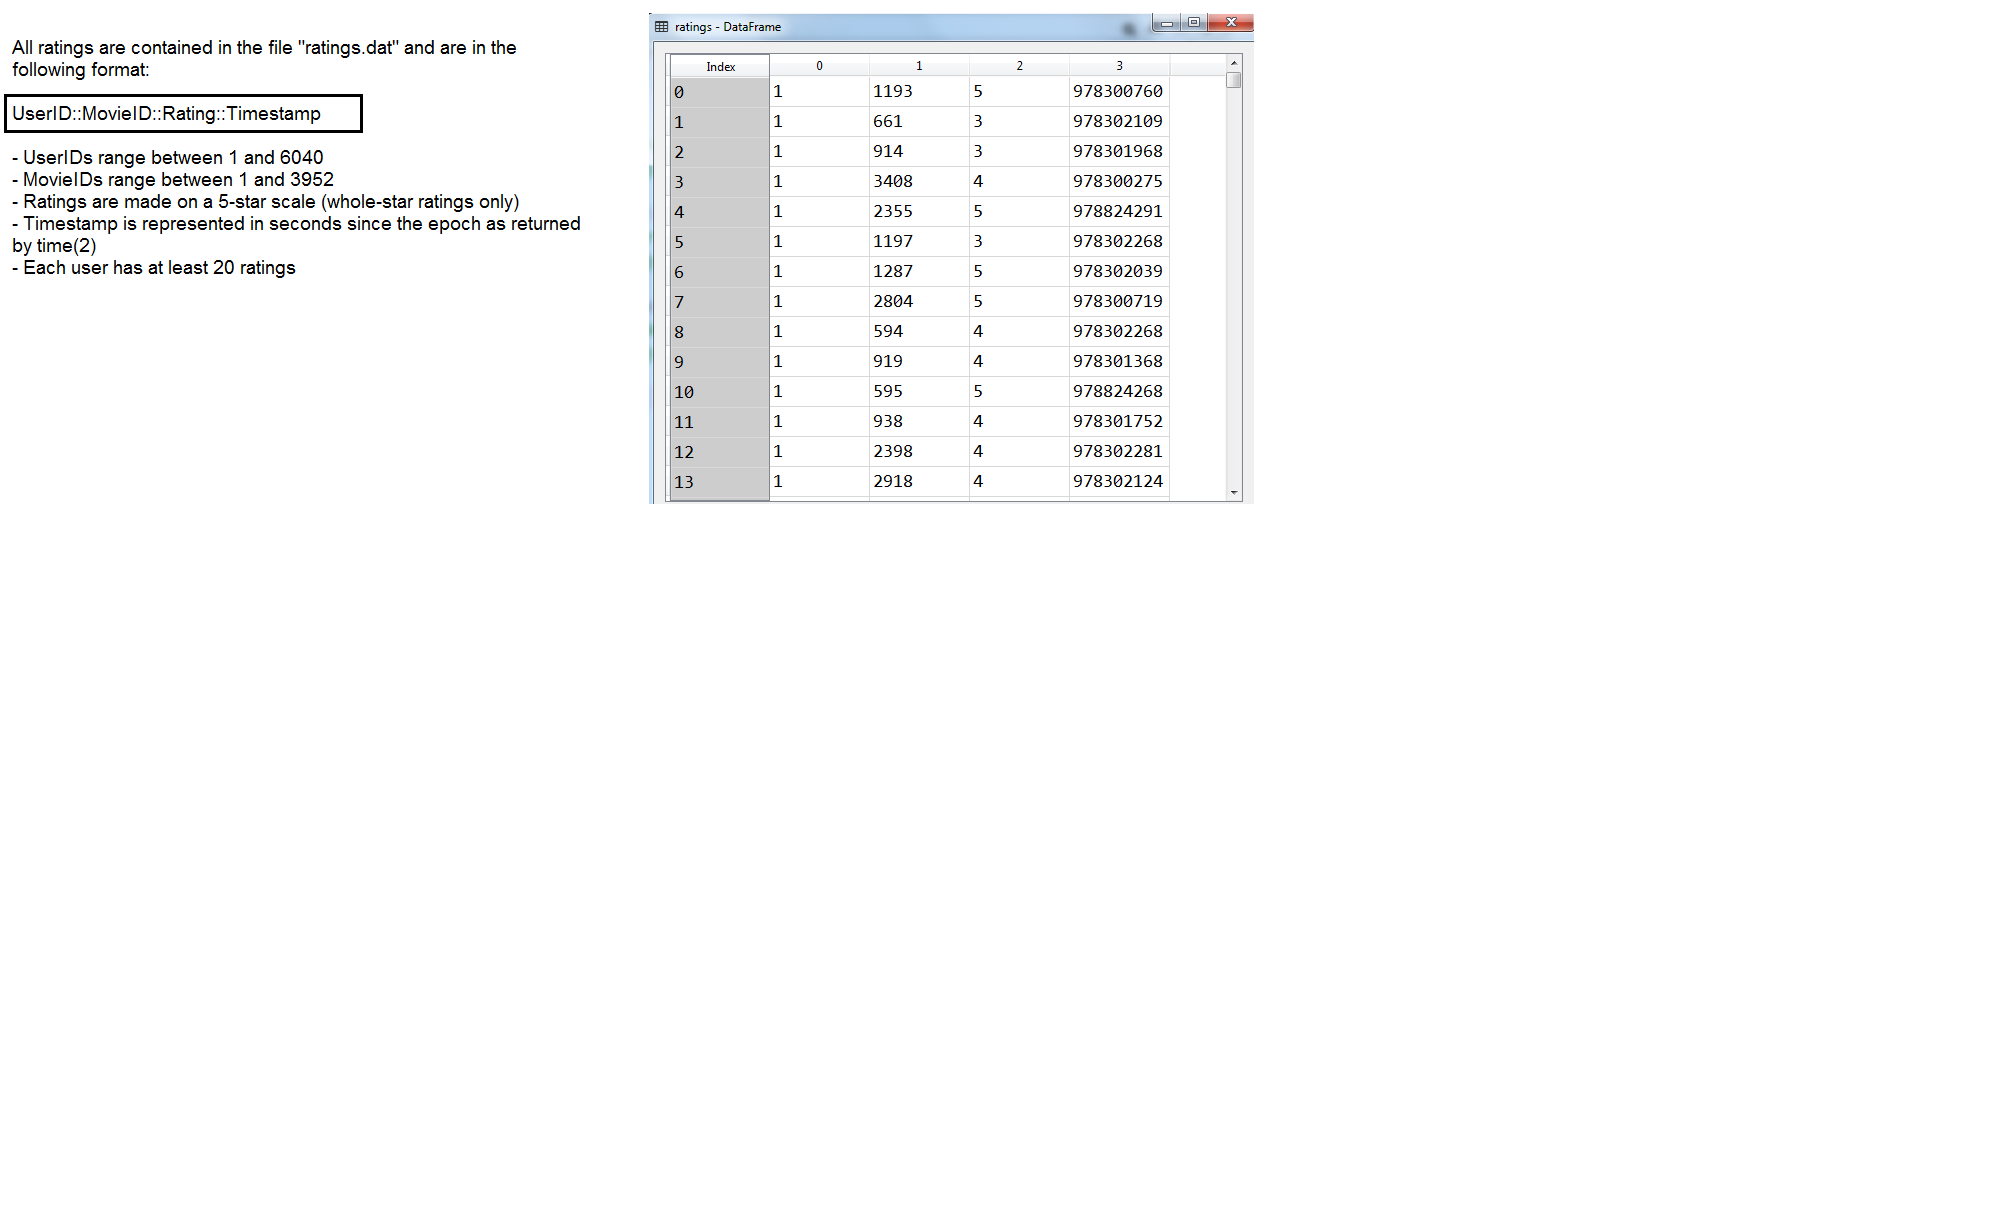 All ratings are contained in the file "ratings.dat" and are in the
following format:
UserID::MovieID::Rating::Timestamp
- UserIDs range between 1 and 6040
- MovieIDs range between 1 and 3952
- Ratings are made on a 5-star scale (whole-star ratings only)
- Timestamp is represented in seconds since the epoch as returned
by time(2)
- Each user has at least 20 ratings
ratings - DataFrame
Index 0 1 2 3
0 1 1193 5 978300760
1 1 661 3 978302109
2 1 914 3 978301968
3 1 3408 4 978300275
4 1 2355 5 978824291
5 1 1197 3 978302268
6 1 1287 5 978302039
7 1 2804 5 978300719
8 1 594 4 978302268
9 1 919 4 978301368
10 1 595 5 978824268
11 1 938 4 978301752
12 1 2398 4 978302281
13 1 2918 4 978302124